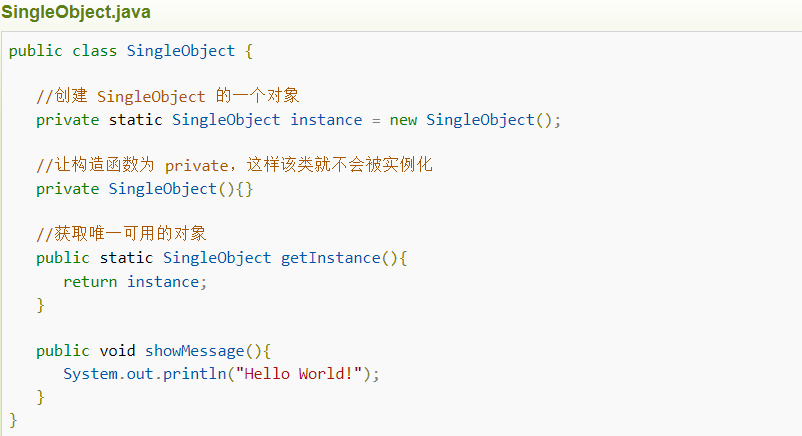 SingleObject.java
public class SingleObject {
//创建 SingleObject 的一个对象
private static SingleObject instance = new SingleObject();
//让构造函数为 private，这样该类就不会被实例化
private SingleObject(){}
//获取唯一可用的对象
public static SingleObject getInstance(){
return instance;
}
public void showMessage(){
System.out.println("Hello World!");
}
}